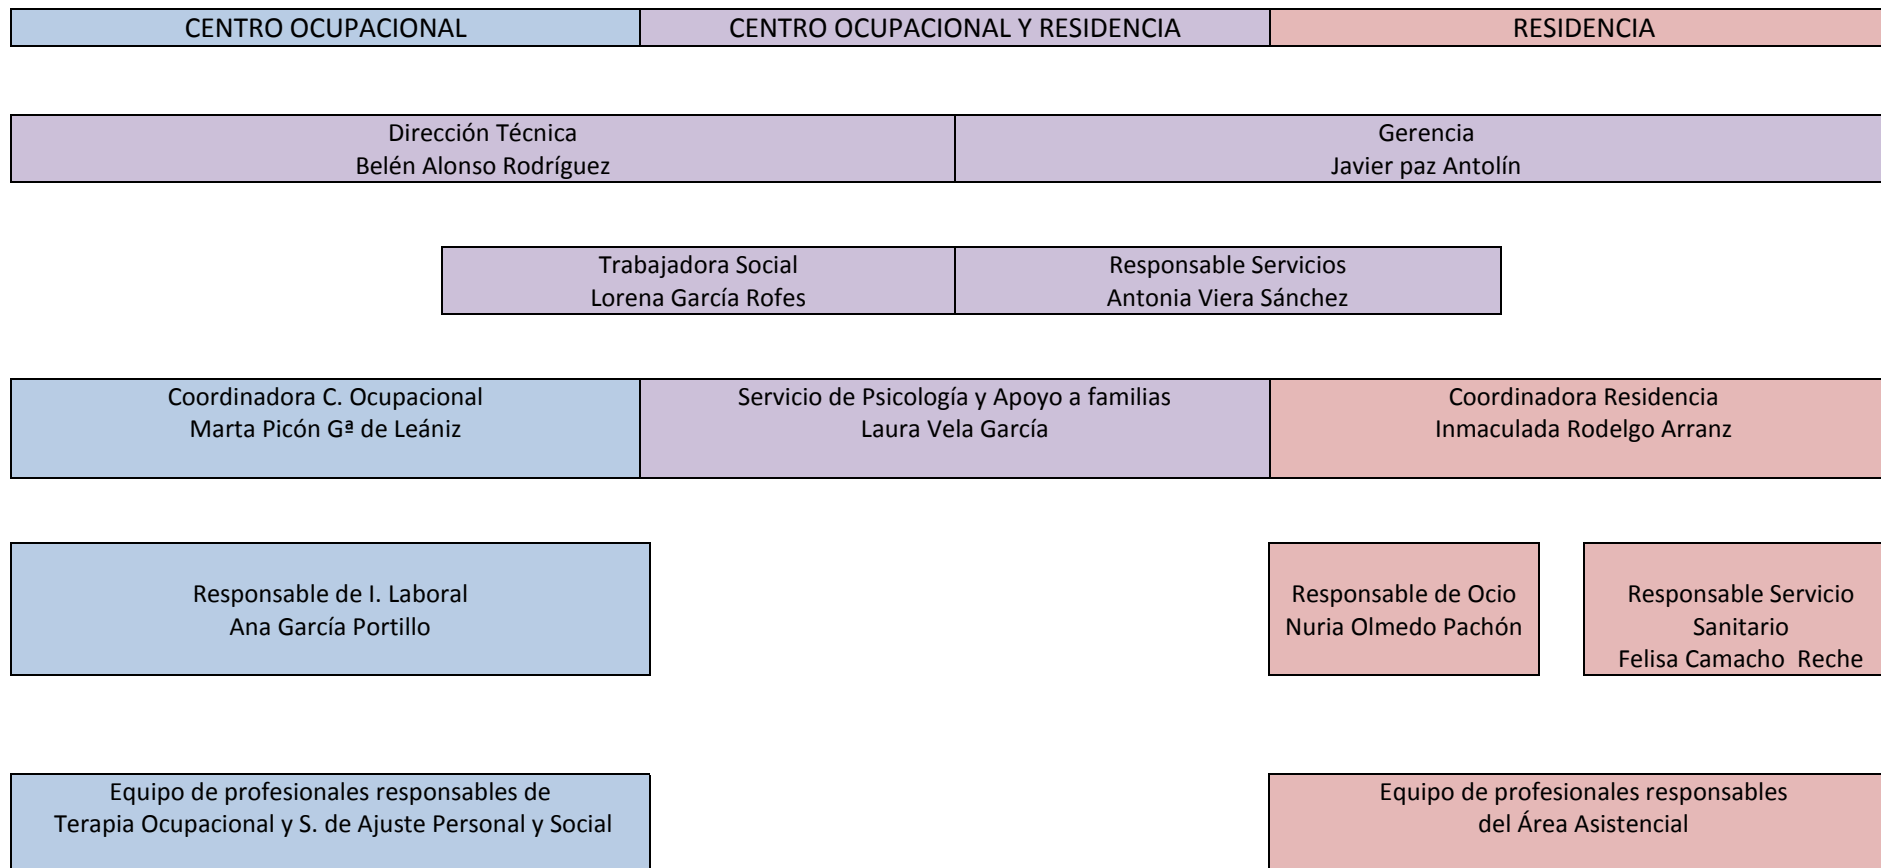 CENTRO OCUPACIONAL
CENTRO OCUPACIONAL Y RESIDENCIA
RESIDENCIA
Dirección Técnica
Belén Alonso Rodríguez
Gerencia
Javier paz Antolín
Trabajadora Social
Lorena García Rofes
Responsable Servicios
Antonia Viera Sánchez
Coordinadora C. Ocupacional
Marta Picón Gª de Leániz
Servicio de Psicología y Apoyo a familias
Laura Vela García
Coordinadora Residencia
Inmaculada Rodelgo Arranz
Responsable de I. Laboral
Ana García Portillo
Responsable de Ocio
Nuria Olmedo Pachón
Responsable Servicio
Sanitario
Felisa Camacho  Reche
Equipo de profesionales responsables de
Terapia Ocupacional y S. de Ajuste Personal y Social
Equipo de profesionales responsables
del Área Asistencial